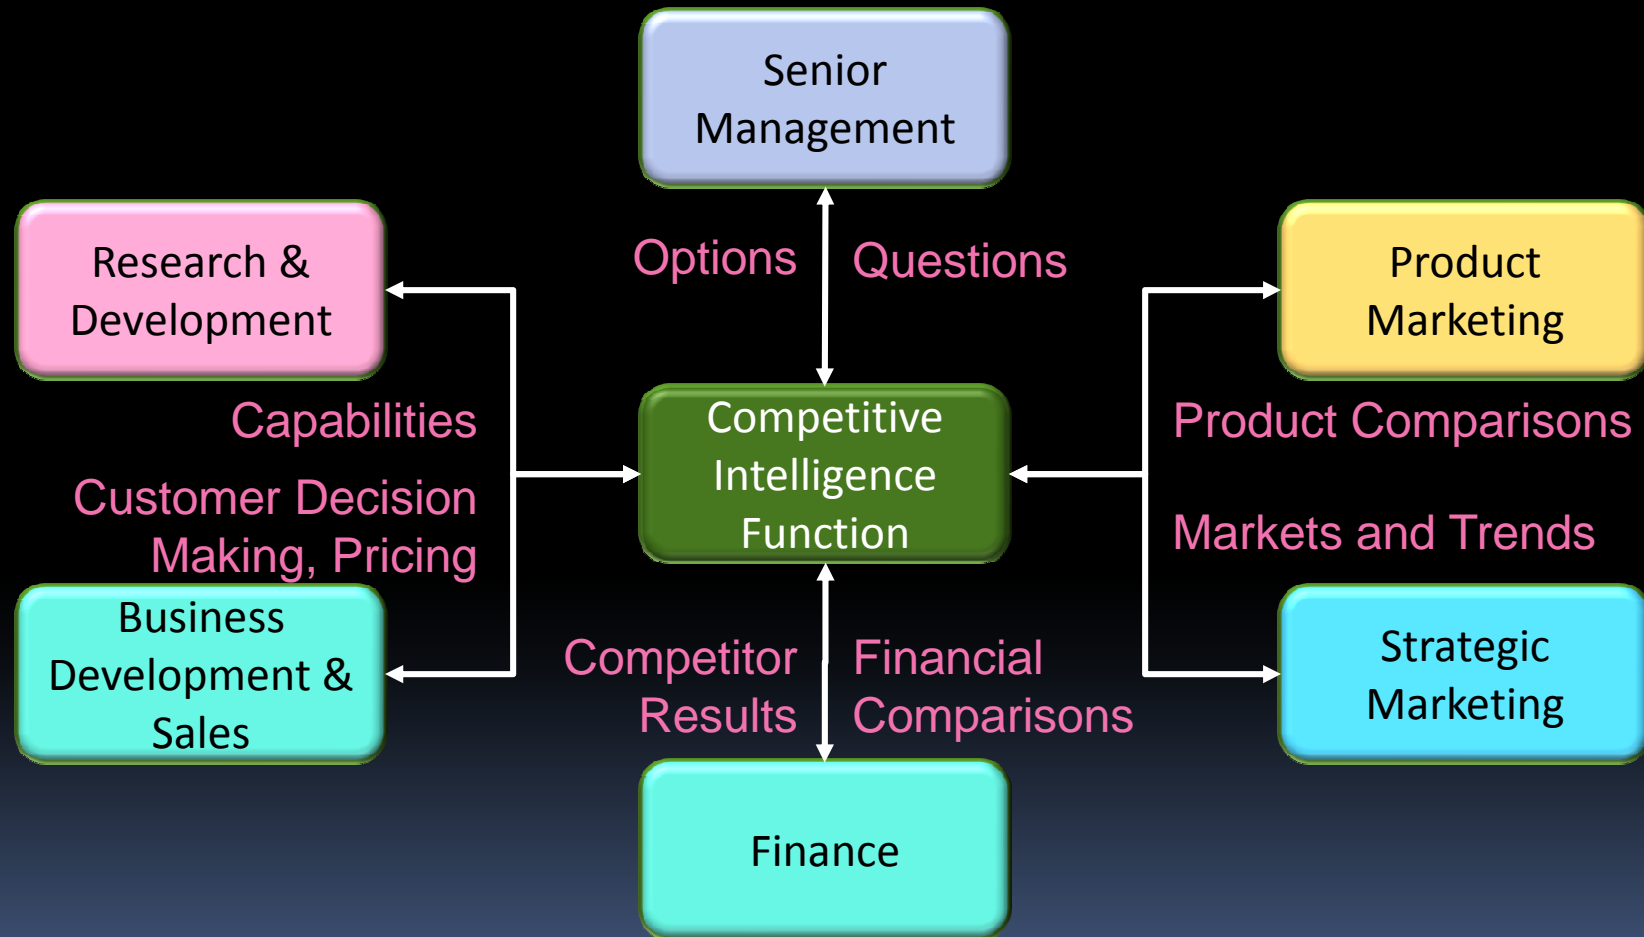 Senior
Management
Research &
Development
Options
Questions
Product
Marketing
Capabilities
Customer Decision
Making, Pricing
Competitive
Intelligence
Function
Product Comparisons
Markets and Trends
Business
Development &
Sales
Competitor
Results
Financial
Comparisons
Strategic
Marketing
Finance